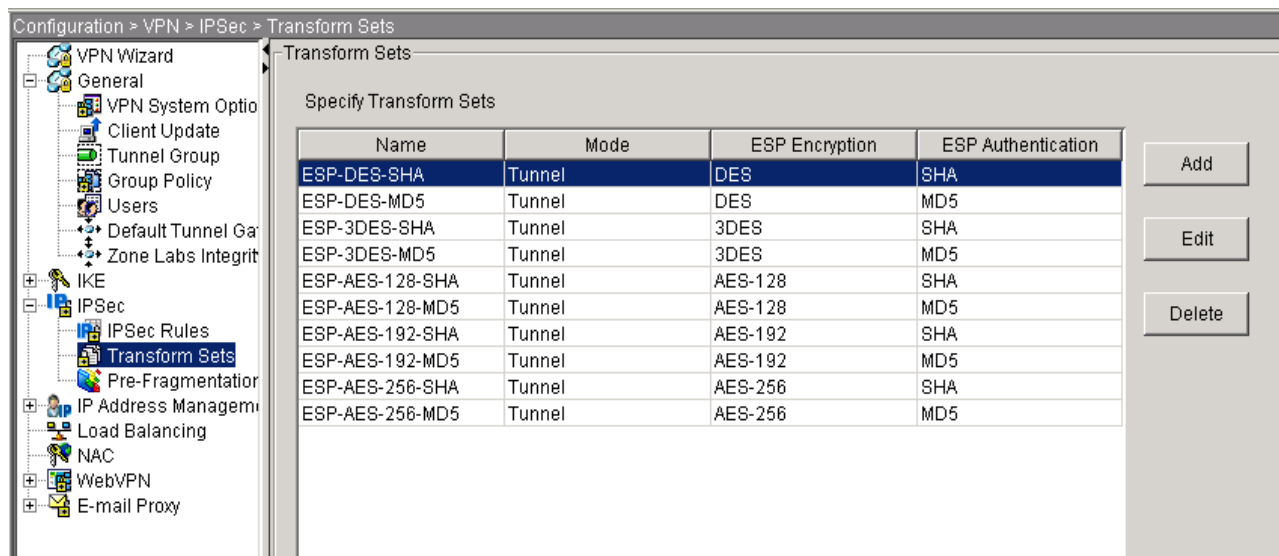 Configuration > VPN > IPSec > Transform Sets
VPN Wizard
General
VPN System Optio
Client Update
Tunnel Group
Group Policy
Users
Default Tunnel Ga
Zone Labs Integrit
IKE
IPSec
IPSec Rules
Transform Sets
Pre-Fragmentation
IP Address Managem
Load Balancing
NAC
WebVPN
E-mail Proxy
Transform Sets
Specify Transform Sets
Name Mode ESP Encryption ESP Authentication
ESP-DES-SHA Tunnel DES SHA
ESP-DES-MD5 Tunnel DES MD5
ESP-3DES-SHA Tunnel 3DES SHA
ESP-3DES-MD5 Tunnel 3DES MD5
ESP-AES-128-SHA Tunnel AES-128 SHA
ESP-AES-128-MD5 Tunnel AES-128 MD5
ESP-AES-192-SHA Tunnel AES-192 SHA
ESP-AES-192-MD5 Tunnel AES-192 MD5
ESP-AES-256-SHA Tunnel AES-256 SHA
ESP-AES-256-MD5 Tunnel AES-256 MD5
Add
Edit
Delete